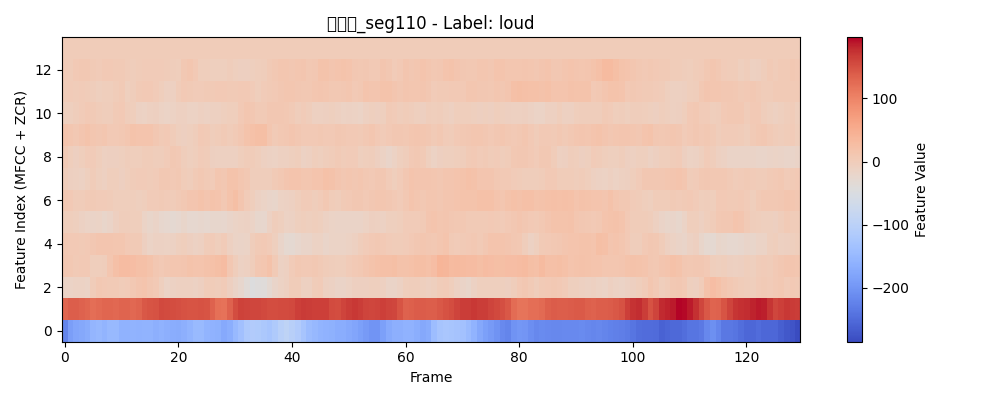 _seg110 - Label: loud
Feature Index (MFCC + ZCR)
12
10
8
6
4
2
0
0 20 40 60 80 100 120
Frame
100
0
−100
−200
Feature Value